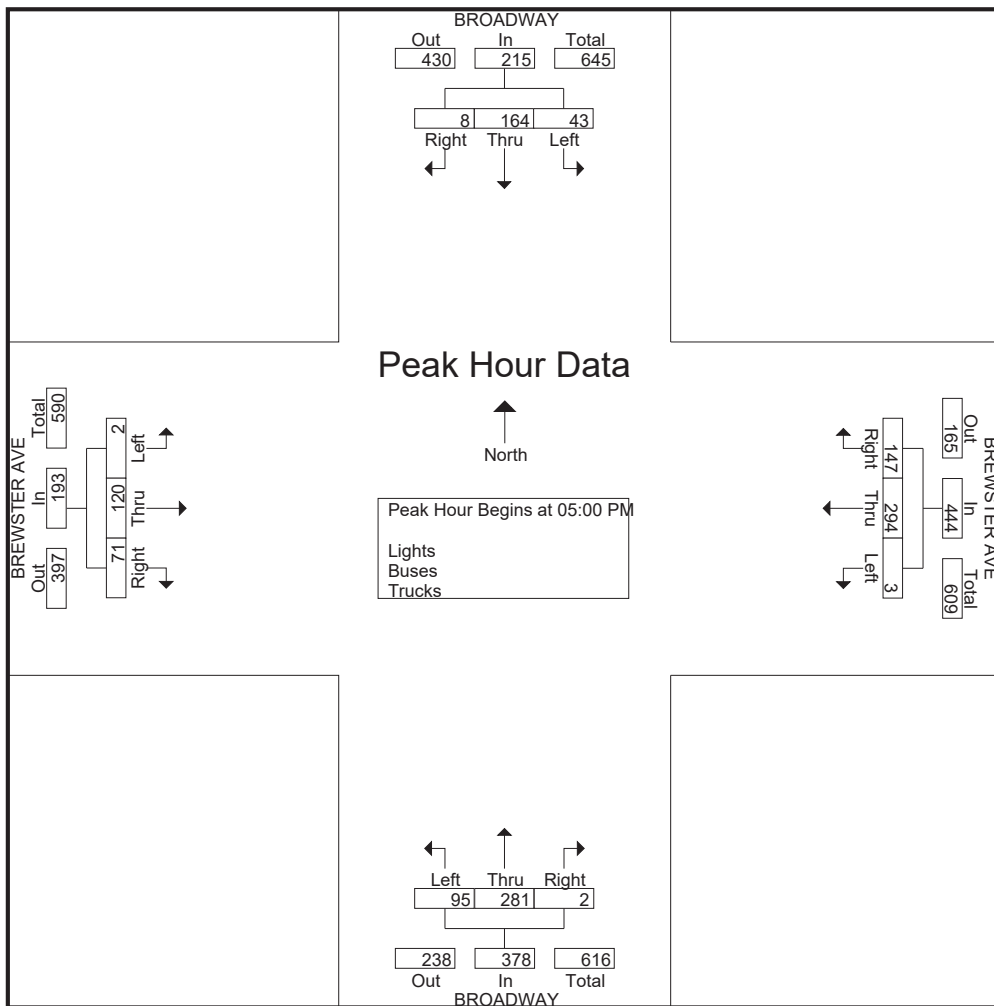 BROADWAY
Out In Total
430 215 645
8 164 43
Right Thru Left
Peak Hour Data
North
Peak Hour Begins at 05:00 PM
Lights
Buses
Trucks
BREWSTER AVE
Total In Out
590 193 397
2 120 71
Left Thru Right
BREWSTER AVE
Out In Total
165 444 609
147 294 3
Right Thru Left
Left Thru Right
95 281 2
238 378 616
Out In Total
BROADWAY